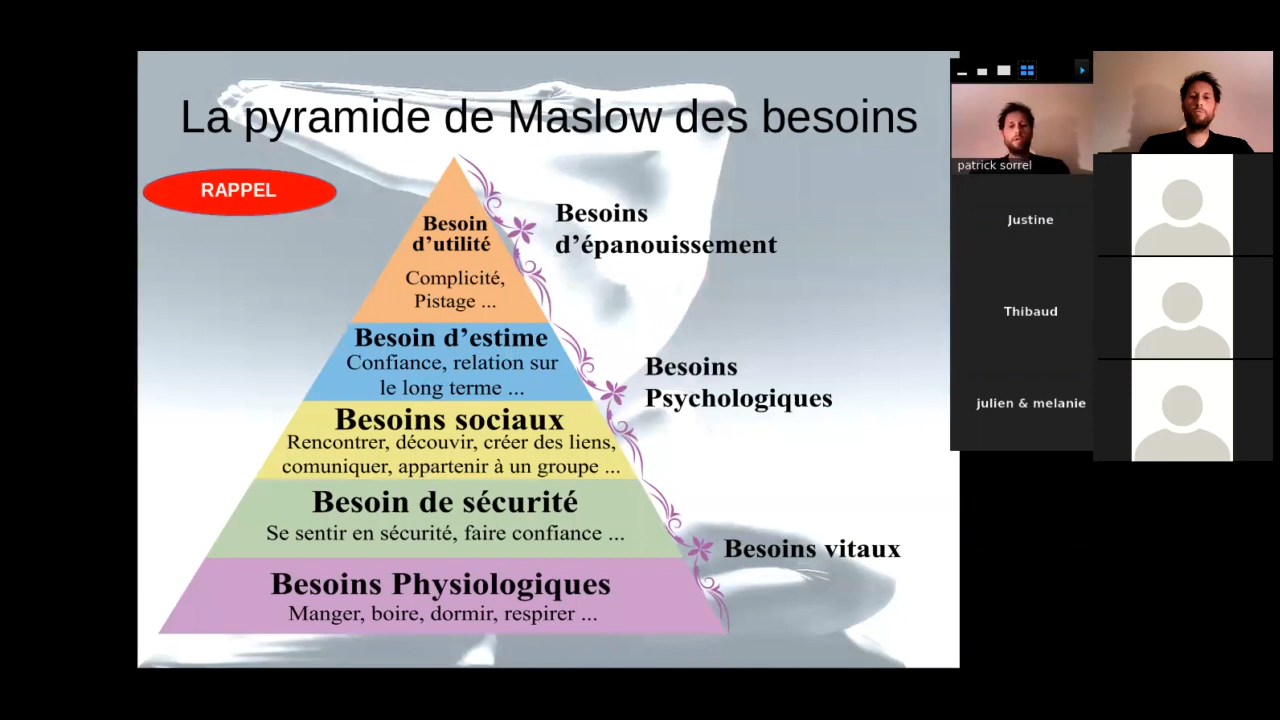 La pyramide de Maslow des besoins
RAPPEL
Besoin
d'utilité
Complicité,
Pistage ...
Besoins
d'épanouissement
Besoin d'estime
Confiance, relation sur
le long terme ...
Besoins
Psychologiques
Besoins sociaux
Rencontrer, découvrir, créer des liens,
comuniquer, appartenir à un groupe ...
Besoin de sécurité
Se sentir en sécurité, faire confiance ...
Besoins vitaux
Besoins Physiologiques
Manger, boire, dormir, respirer ...
patrick sorrel
Justine
Thibaud
julien & melanie